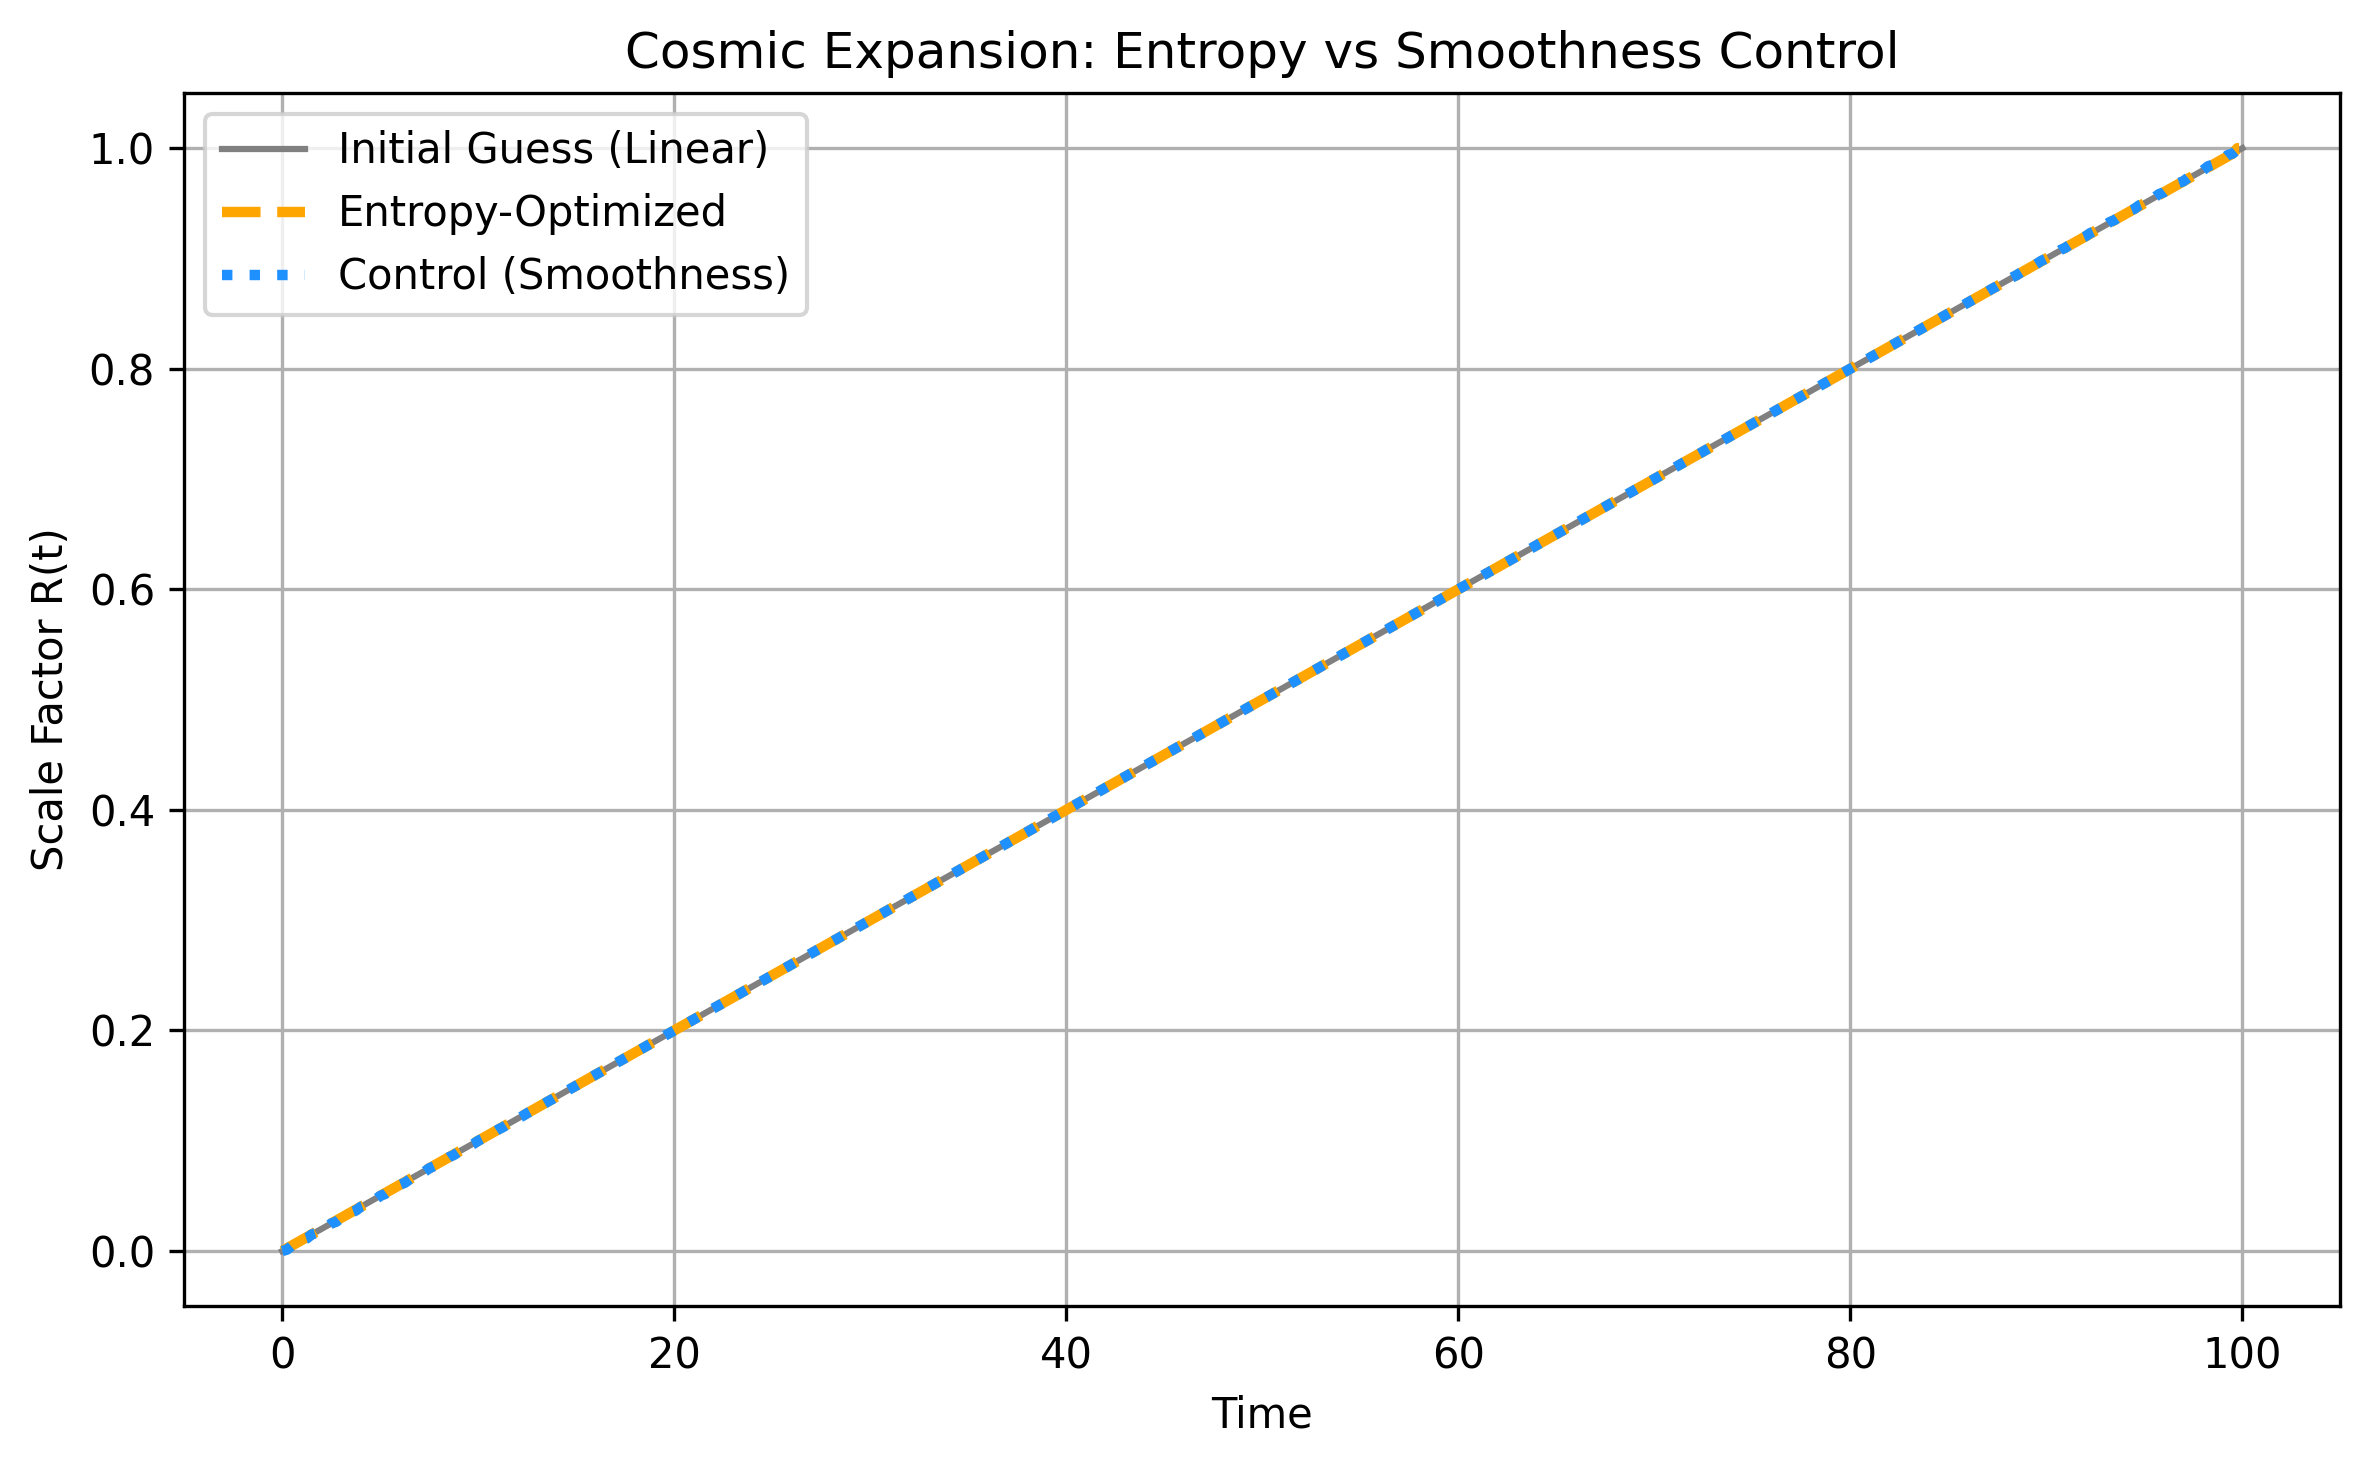 Cosmic Expansion: Entropy vs Smoothness Control
Initial Guess (Linear)
Entropy-Optimized
Control (Smoothness)
1.0
0.8
0.6
0.4
0.2
0.0
Scale Factor R(t)
0 20 40 60 80 100
Time